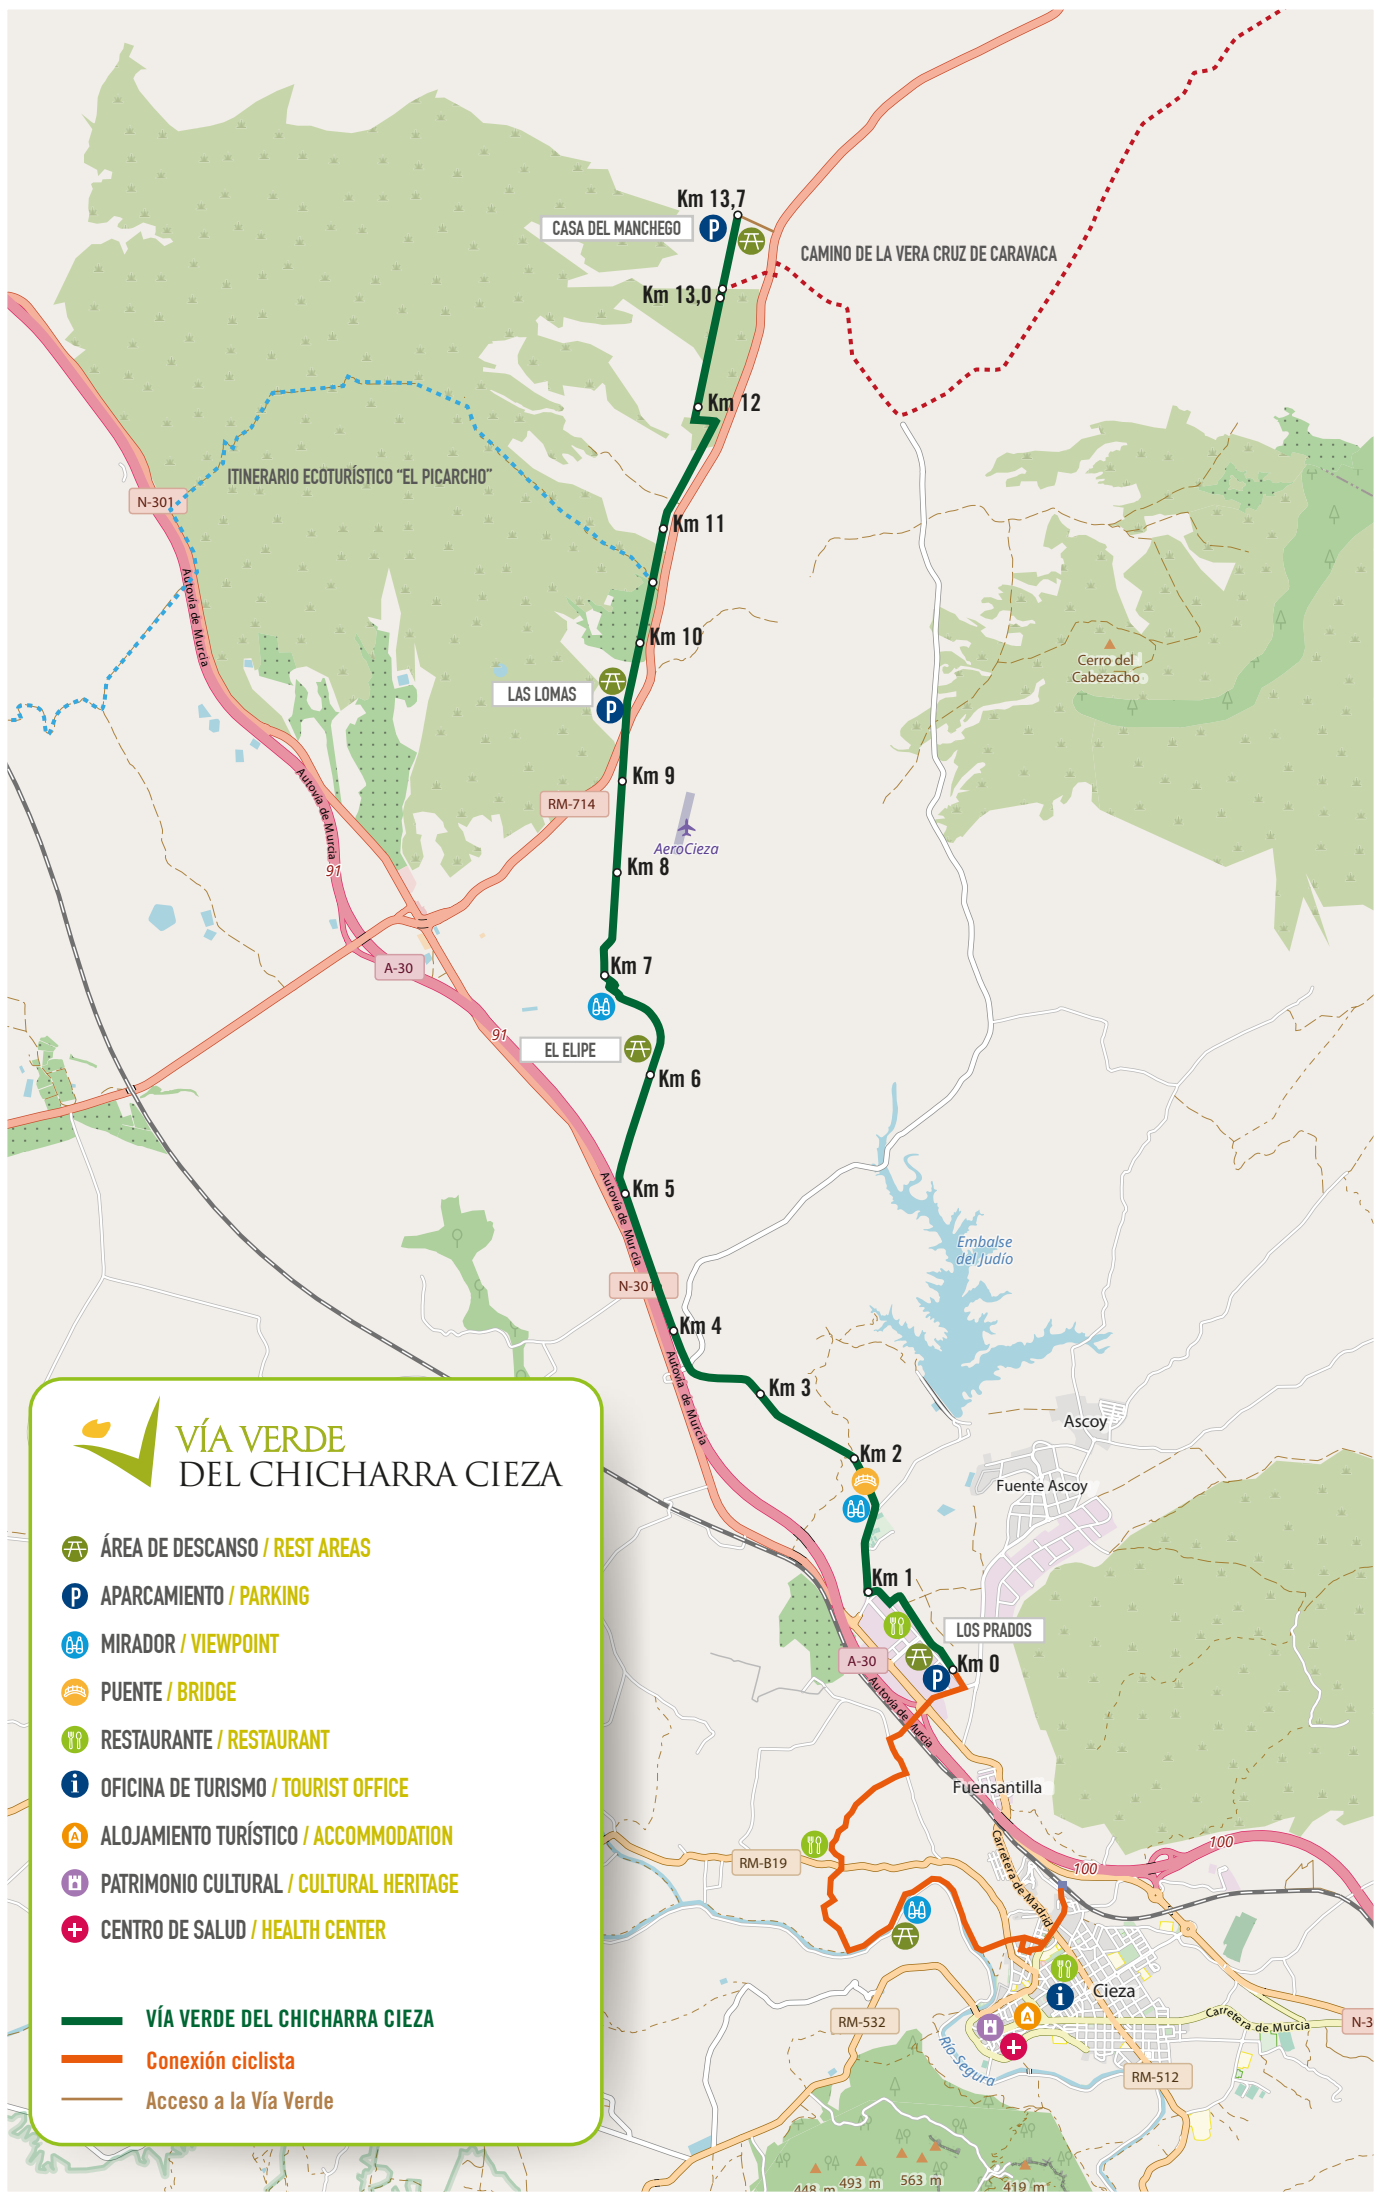 Km 13,7
CASA DEL MANCHEGO
P
CAMINO DE LA VERA CRUZ DE CARAVACA
Km 13,0
Km 12
ITINERARIO ECOTURÍSTICO “EL PICARCHO”
N-301
Km 11
Autovía de Murcia
Km 10
Cerro del
Cabezacho
LAS LOMAS
P
Km 9
Autovía de Murcia
RM-714
AeroCieza
91
Km 8
Km 7
A-30
91
EL ELIPE
Km 6
Km 5
Autovía de Murcia
Embalse
del Judío
N-301
Km 4
Autovía de Murcia
Km 3
Ascoy
Km 2
Fuente Ascoy
Km 1
LOS PRADOS
A-30
Km 0
P
Autovía de Murcia
Fuensantilla
Carretera de Madrid
100
100
RM-B19
Cieza
i
A
RM-532
Carretera de Murcia
N-3
Río Segura
RM-512
448 m
493 m
563 m
419 m
VÍA VERDE
DEL CHICHARRA CIEZA
ÁREA DE DESCANSO / REST AREAS
P APARCAMIENTO / PARKING
MIRADOR / VIEWPOINT
PUENTE / BRIDGE
RESTAURANTE / RESTAURANT
i OFICINA DE TURISMO / TOURIST OFFICE
A ALOJAMIENTO TURÍSTICO / ACCOMMODATION
PATRIMONIO CULTURAL / CULTURAL HERITAGE
CENTRO DE SALUD / HEALTH CENTER
VÍA VERDE DEL CHICHARRA CIEZA
Conexión ciclista
Acceso a la Vía Verde